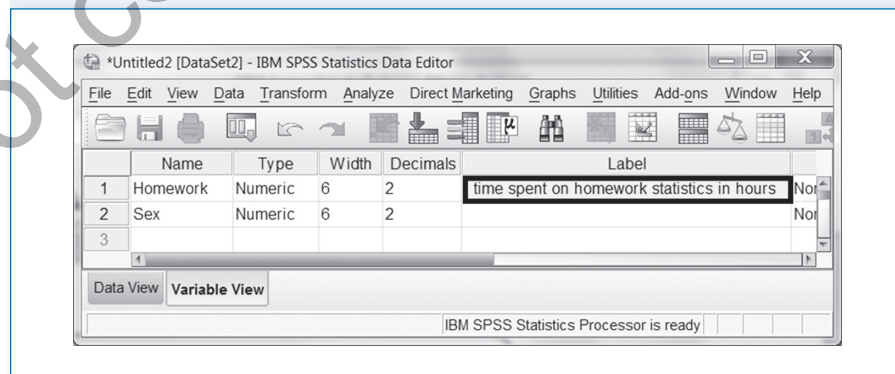 *Untitled2 [DataSet2] - IBM SPSS Statistics Data Editor
File Edit View Data Transform Analyze Direct Marketing Graphs Utilities Add-ons Window Help
Name Type Width Decimals Label
1 Homework Numeric 6 2 time spent on homework statistics in hours
2 Sex Numeric 6 2
3
Data View Variable View
IBM SPSS Statistics Processor is ready